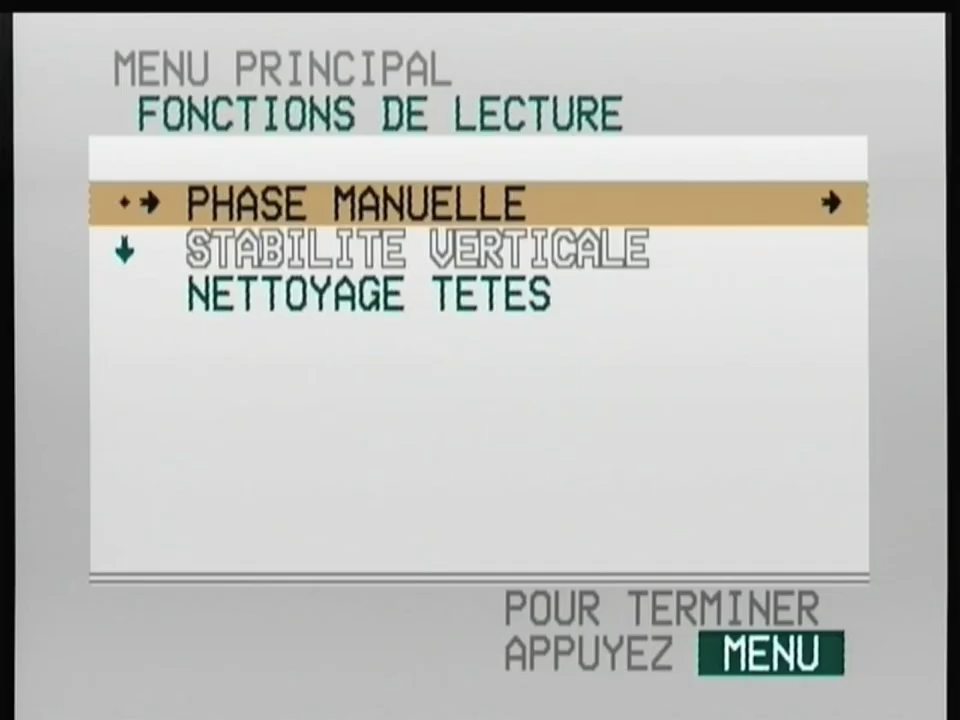 MENU PRINCIPAL
FONCTIONS DE LECTURE
PHASE MANUELLE
STABILITE VERTICALE
NETTOYAGE TETES
POUR TERMINER
APPUYEZ MENU